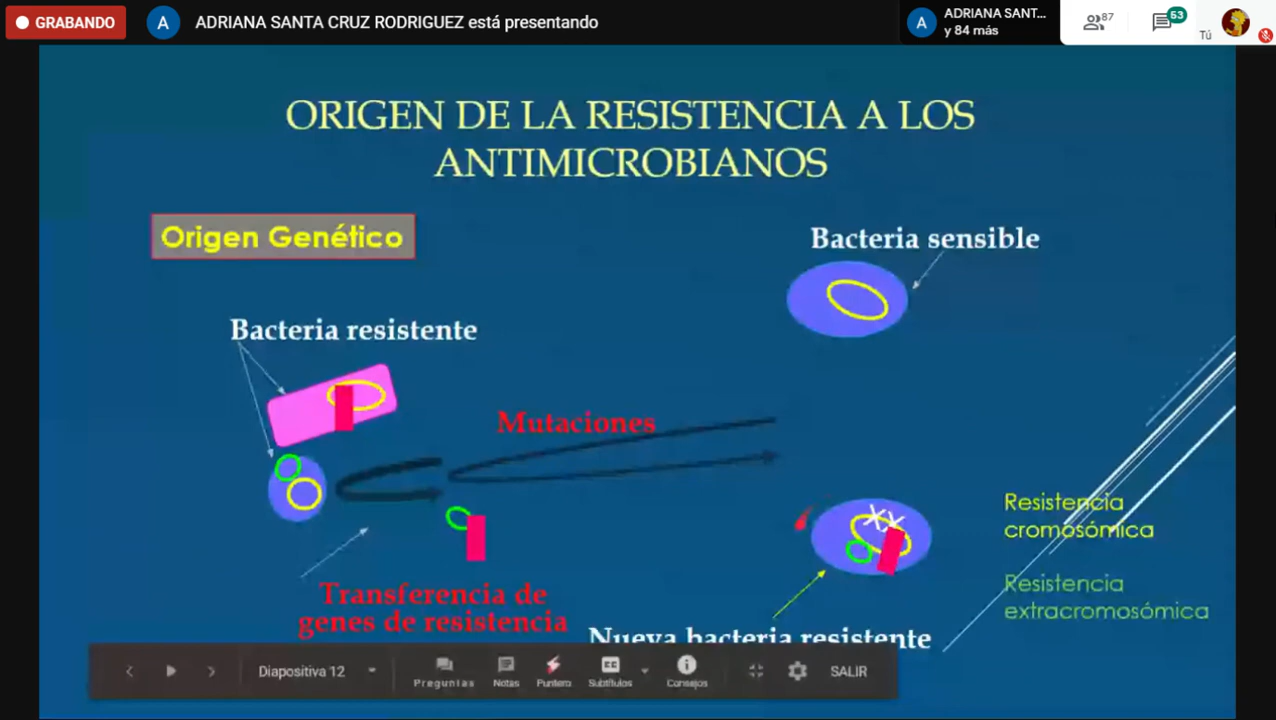 GRABANDO
A
ADRIANA SANTA CRUZ RODRIGUEZ está presentando
A
ADRIANA SANT...
y 84 más
87
53
Tú
ORIGEN DE LA RESISTENCIA A LOS
ANTIMICROBIANOS
Origen Genético
Bacteria sensible
Bacteria resistente
Mutaciones
XX
Resistencia
cromosómica
Resistencia
extracromosómica
Transferencia de
genes de resistencia
Nueva bacteria resistente
Diapositiva 12
Preguntas
Notas
Puntero
Subtítulos
Consejos
SALIR